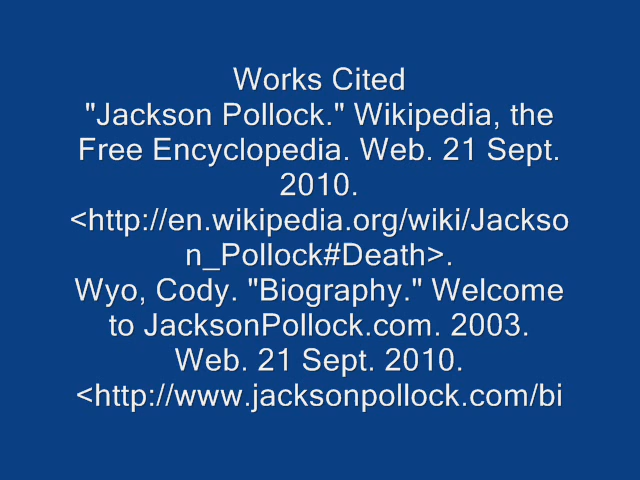 Works Cited
"Jackson Pollock." Wikipedia, the
Free Encyclopedia. Web. 21 Sept.
2010.
<http://en.wikipedia.org/wiki/Jackso
n_Pollock#Death>.
Wyo, Cody. "Biography." Welcome
to JacksonPollock.com. 2003.
Web. 21 Sept. 2010.
<http://www.jacksonpollock.com/bi